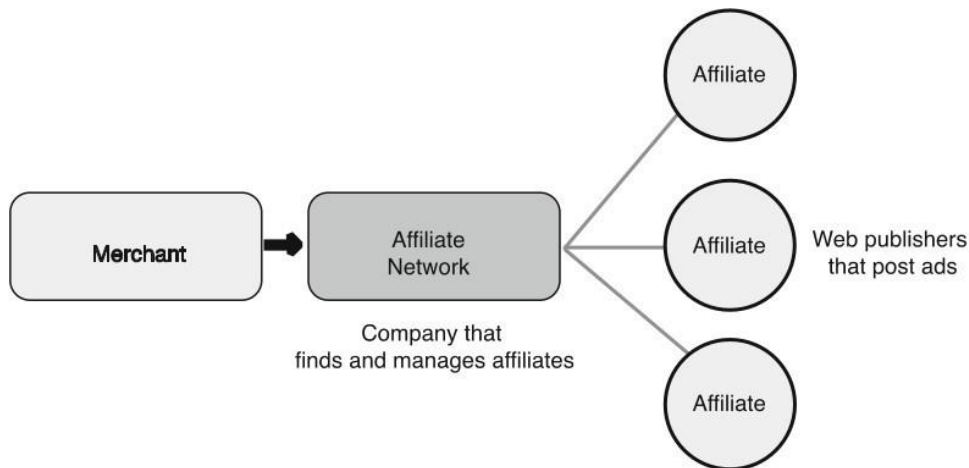 Affiliate
Merchant
Affiliate
Network
Affiliate
Web publishers
that post ads
Company that
finds and manages affiliates
Affiliate